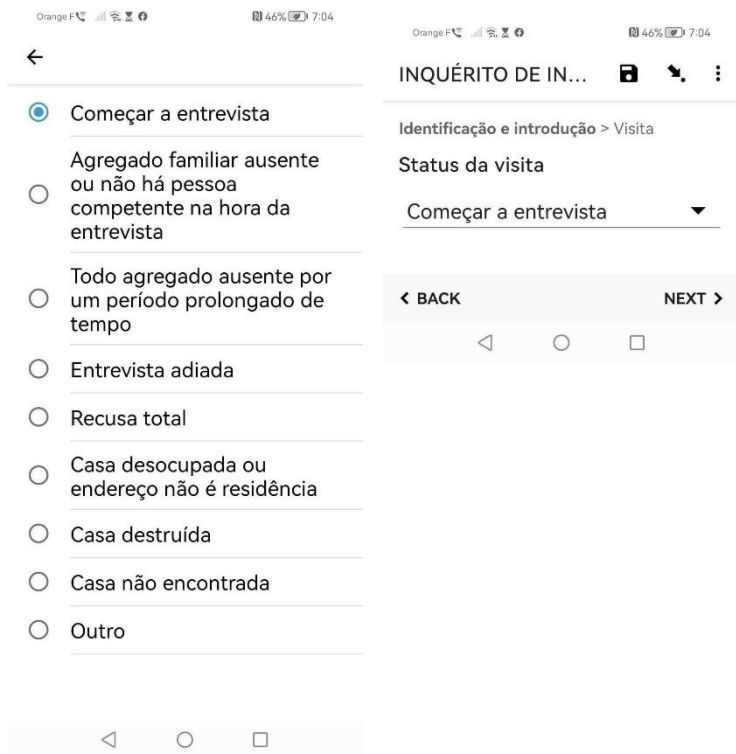 Orange F 46% 7:04
Começar a entrevista
Agregado familiar ausente
ou não há pessoa
competente na hora da
entrevista
Todo agregado ausente por
um período prolongado de
tempo
Entrevista adiada
Recusa total
Casa desocupada ou
endereço não é residência
Casa destruída
Casa não encontrada
Outro
Orange F 46% 7:04
INQUÉRITO DE IN...
Identificação e introdução > Visita
Status da visita
Começar a entrevista
< BACK NEXT >